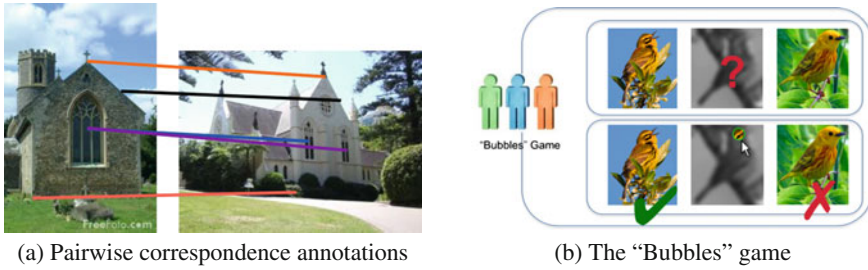 FreeFoto.com
?
"Bubbles" Game
(a) Pairwise correspondence annotations
(b) The “Bubbles” game